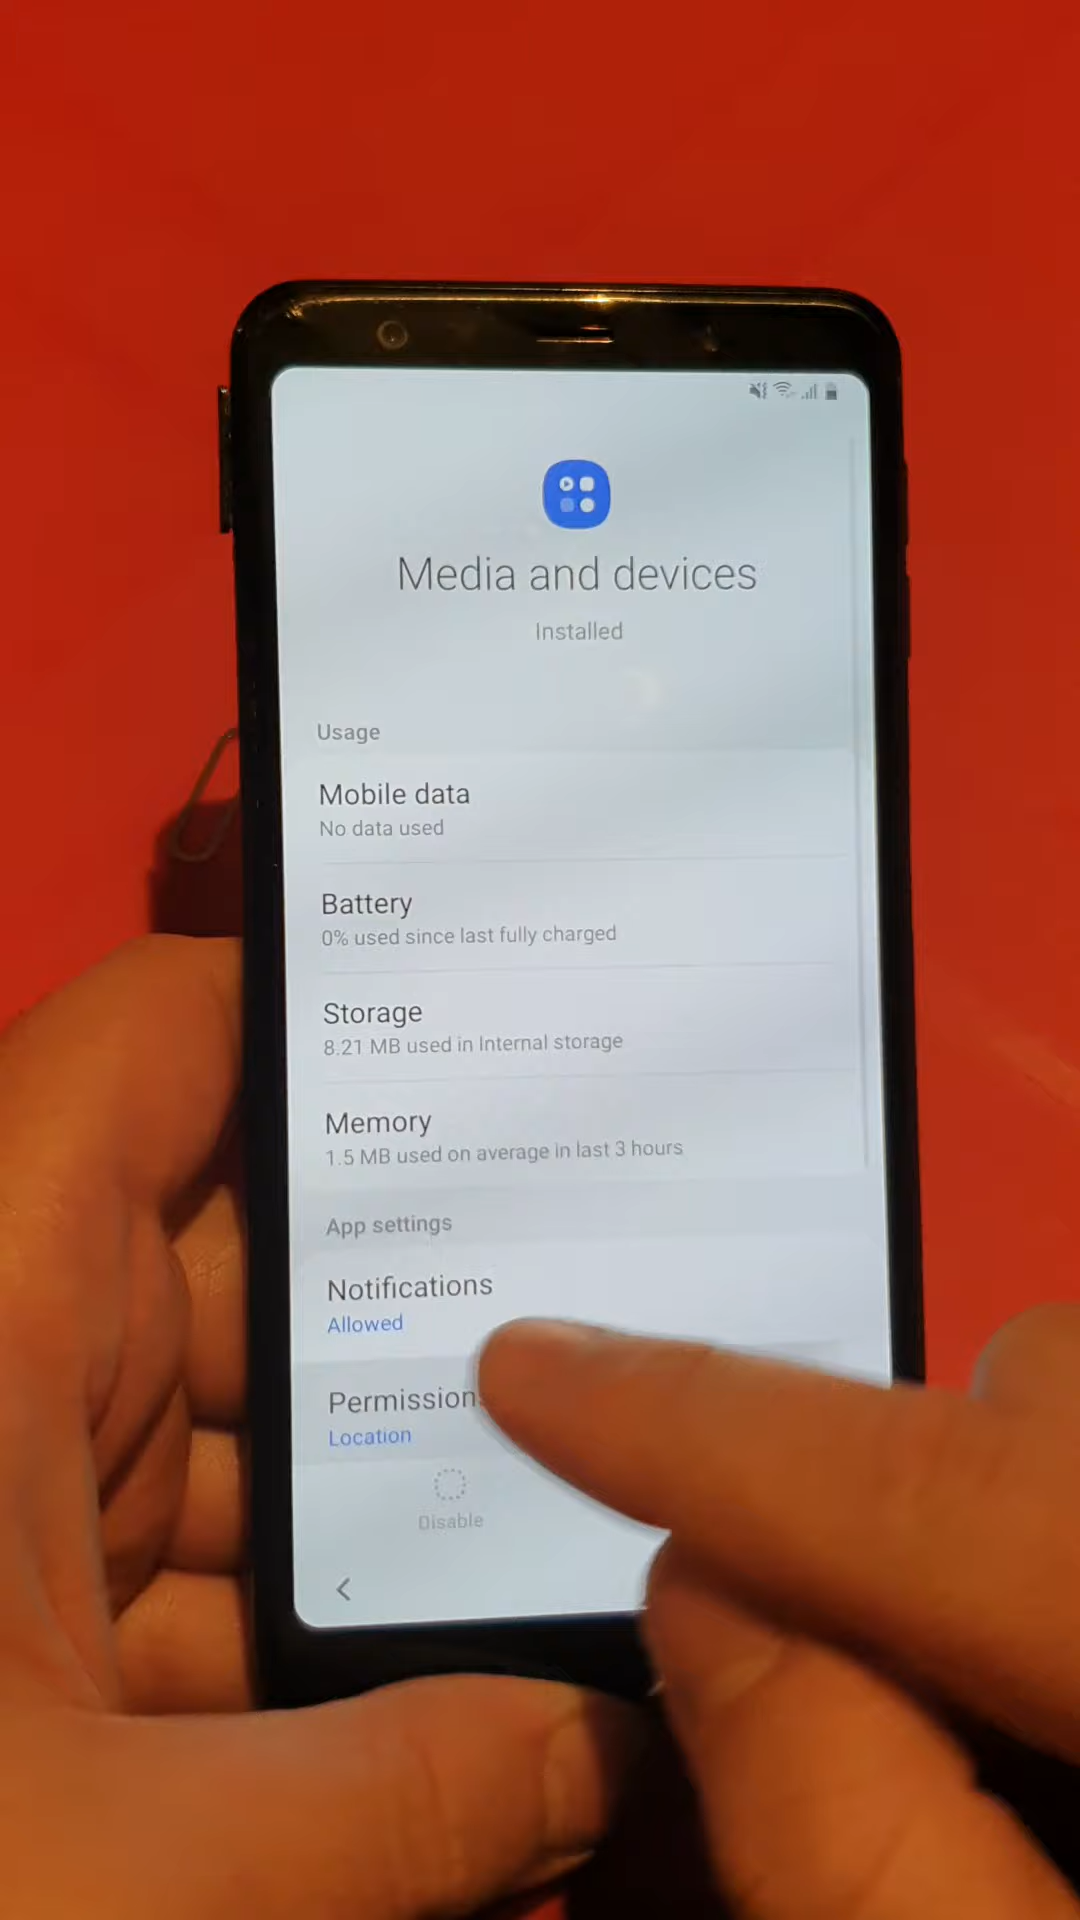 Media and devices
Installed
Usage
Mobile data
No data used
Battery
0% used since last fully charged
Storage
8.21 MB used in Internal storage
Memory
1.5 MB used on average in last 3 hours
App settings
Notifications
Allowed
Permission
Location
Disable